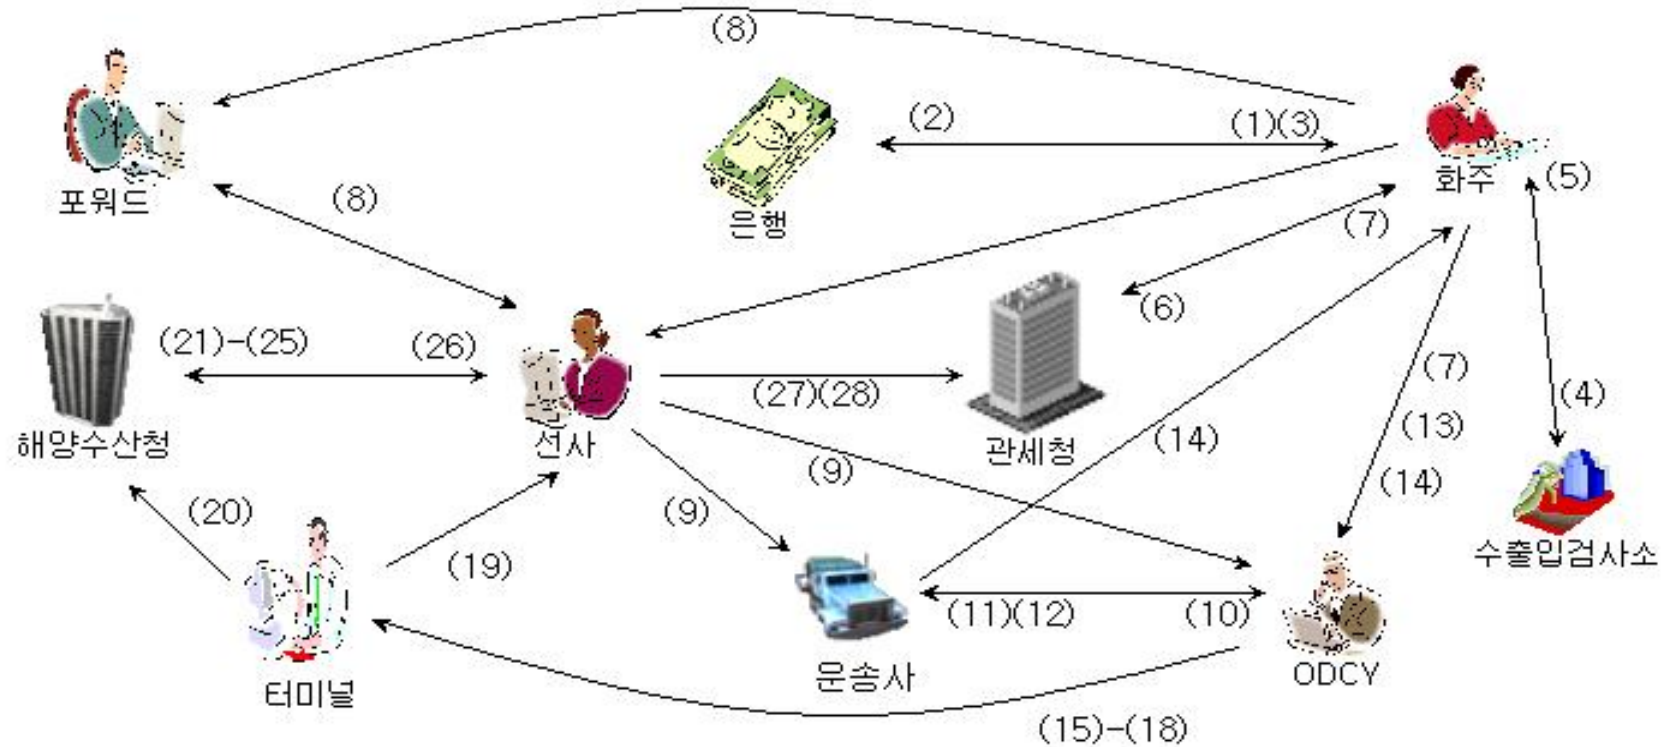 (8)
(2)
(1)(3)
화주
(5)
포워드
(8)
은행
(7)
(6)
(21)-(25)
(26)
(27)(28)
(7)
해양수산청
선사
관세청
(14)
(13)
(4)
(9)
(14)
(20)
(9)
수출입검사소
(19)
(11)(12)
(10)
터미널
운송사
ODCY
(15)-(18)